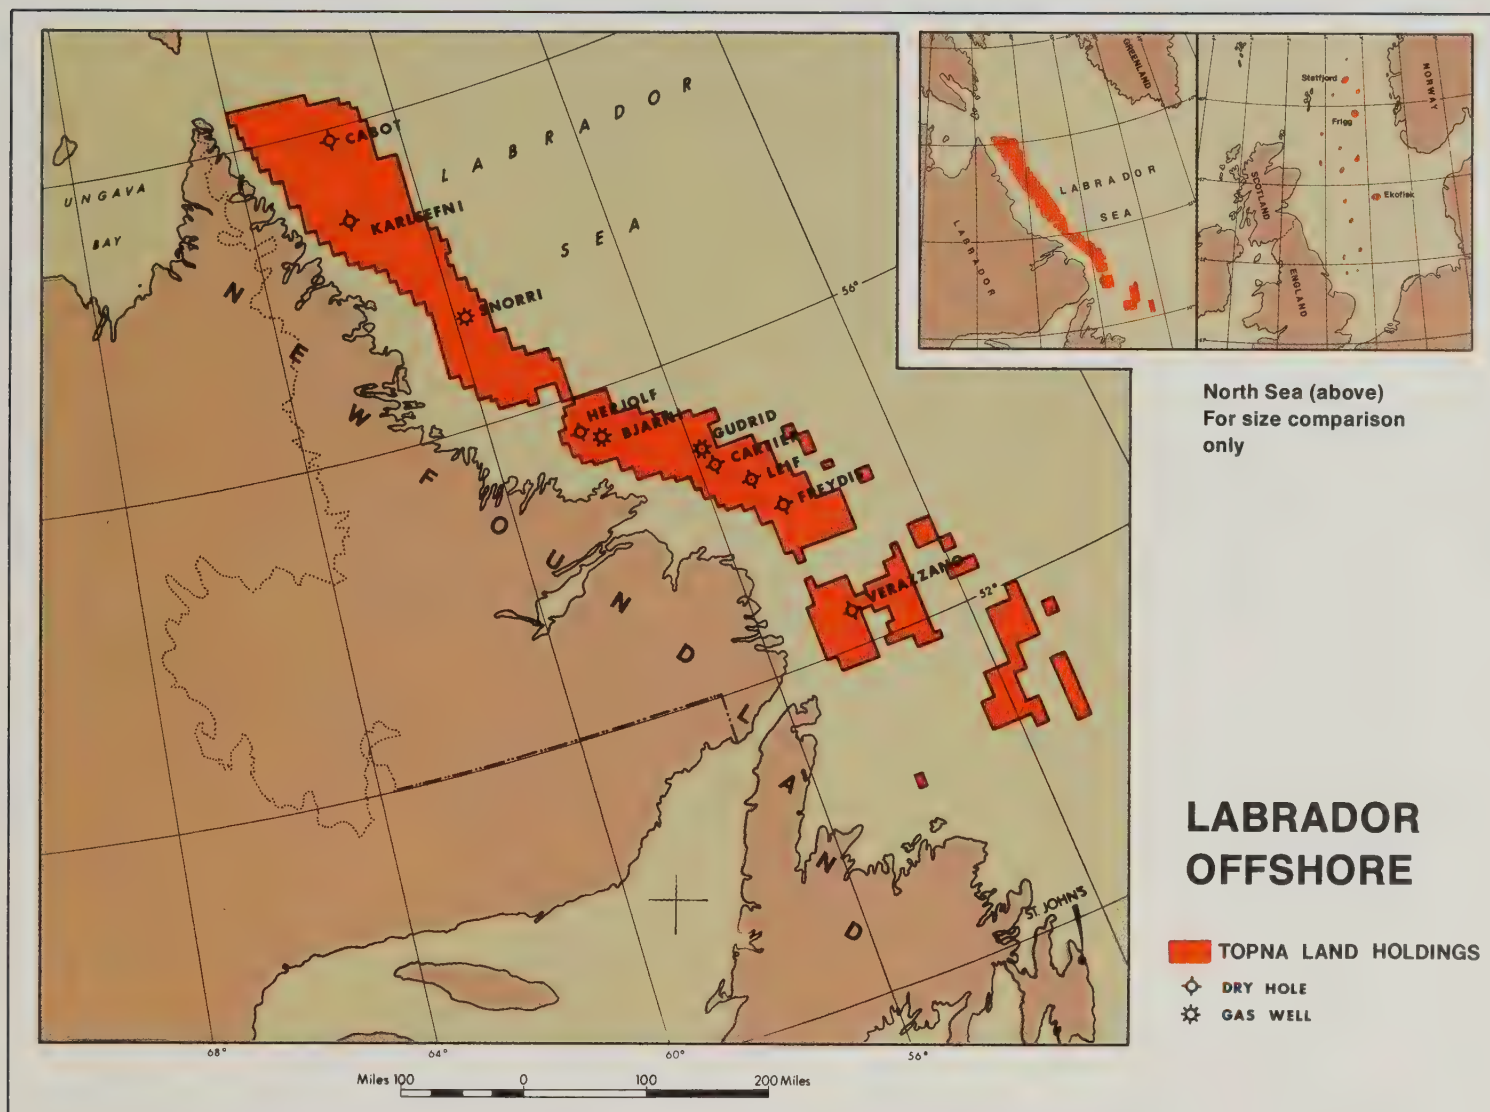 UNGAVA
BAY
LABRADOR
SEA
CABOT
KARLSEFNI
SNORRI
HERJOLF
BJARNI
GUDRID
CARTIER
LEIF
FREYDIS
VERAZZANO
NEWFOUNDLAND
ST. JOHN'S
56°
52°
68°
64°
60°
56°
Miles 100 0 100 200 Miles
GREENLAND
LABRADOR
SEA
LABRADOR
Statfjord
Frigg
Ekofisk
NORWAY
SCOTLAND
ENGLAND
North Sea (above)
For size comparison
only
LABRADOR
OFFSHORE
TOPNA LAND HOLDINGS
DRY HOLE
GAS WELL